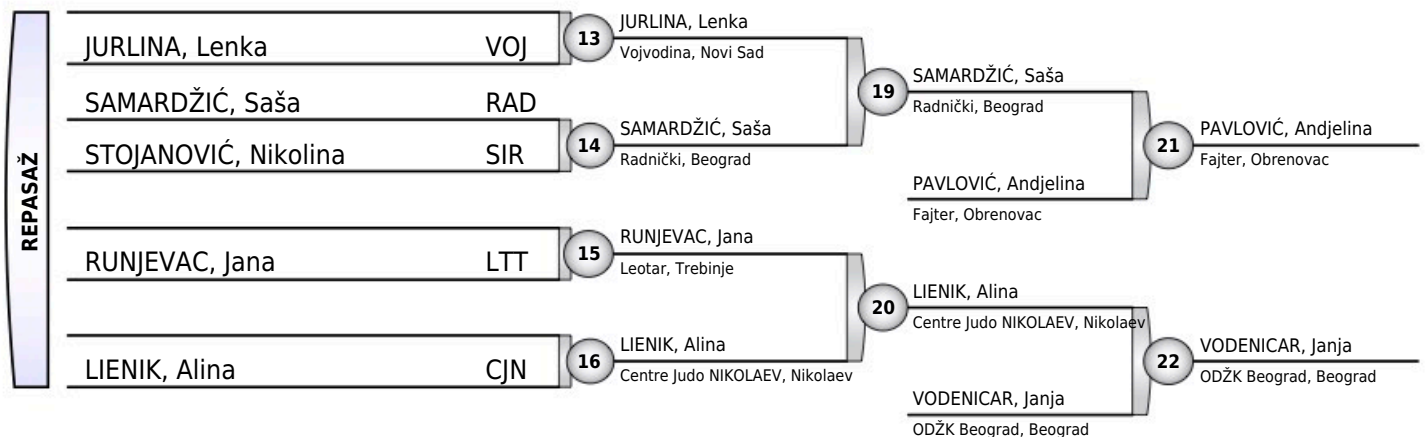 REPASAŽ
JURLINA, Lenka VOJ
SAMARDŽIĆ, Saša RAD
STOJANOVIĆ, Nikolina SIR
RUNJEVAC, Jana LTT
LIENIK, Alina CJN
13
JURLINA, Lenka
Vojvodina, Novi Sad
14
SAMARDŽIĆ, Saša
Radnički, Beograd
15
RUNJEVAC, Jana
Leotar, Trebinje
16
LIENIK, Alina
Centre Judo NIKOLAEV, Nikolaev
19
SAMARDŽIĆ, Saša
Radnički, Beograd
PAVLOVIĆ, Andjelina
Fajter, Obrenovac
20
LIENIK, Alina
Centre Judo NIKOLAEV, Nikolaev
VODENICAR, Janja
ODŽK Beograd, Beograd
21
PAVLOVIĆ, Andjelina
Fajter, Obrenovac
22
VODENICAR, Janja
ODŽK Beograd, Beograd